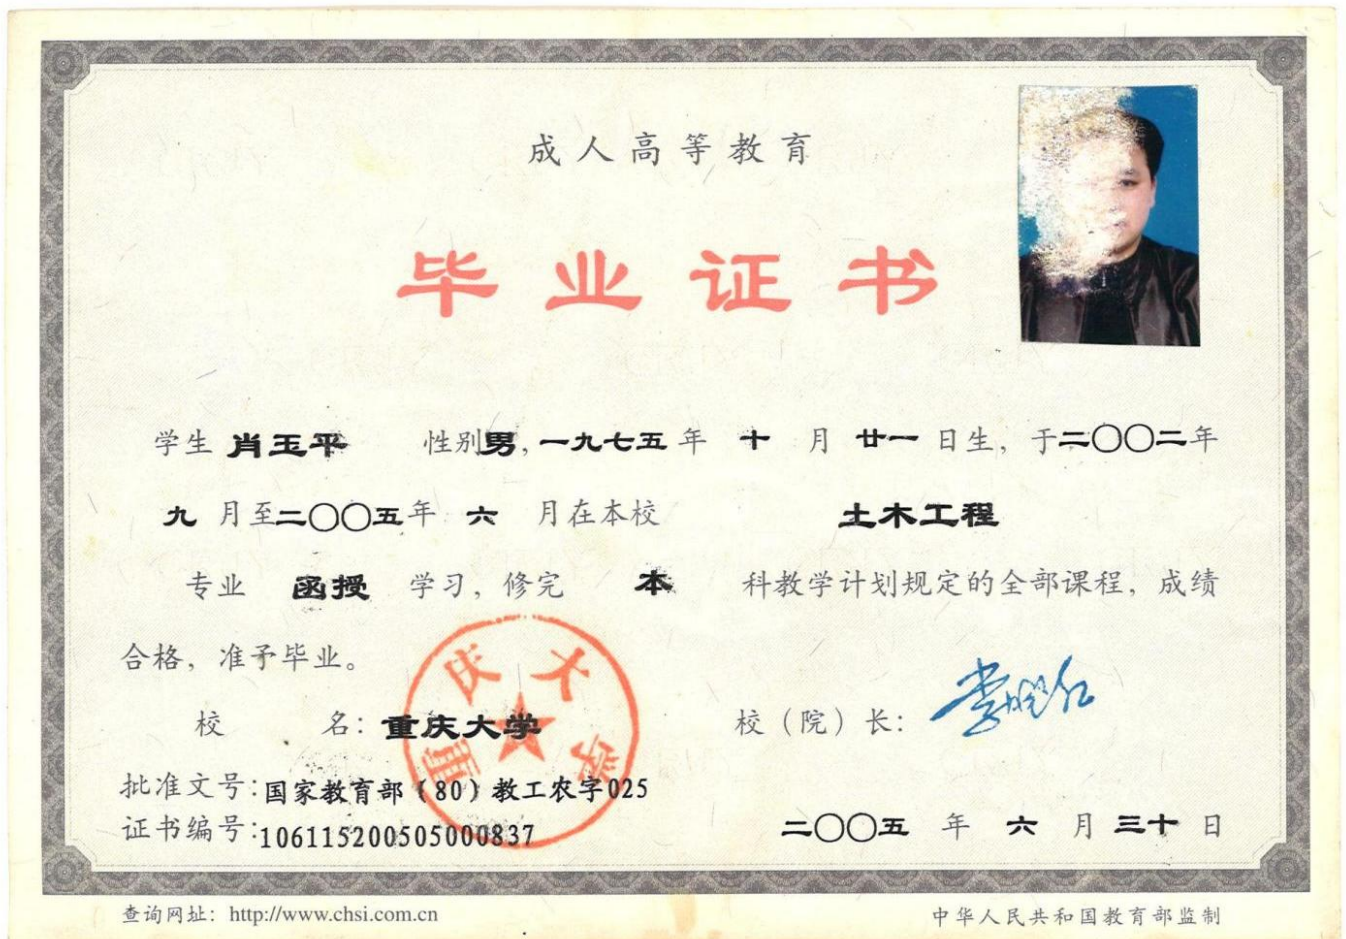 成人高等教育
毕业证书
学生 肖玉平 性别男，一九七五年 十 月 廿一 日生，于二〇〇二年
九 月至二〇〇五年 六 月在本校 土木工程
专业 函授 学习，修完 本 科教学计划规定的全部课程，成绩
合格，准予毕业。
校 名：重庆大学 校（院）长：
重庆大学
批准文号：国家教育部（80）教工农字025
证书编号：106115200505000837
二〇〇五 年 六 月 三十 日
查询网址：http://www.chsi.com.cn 中华人民共和国教育部监制